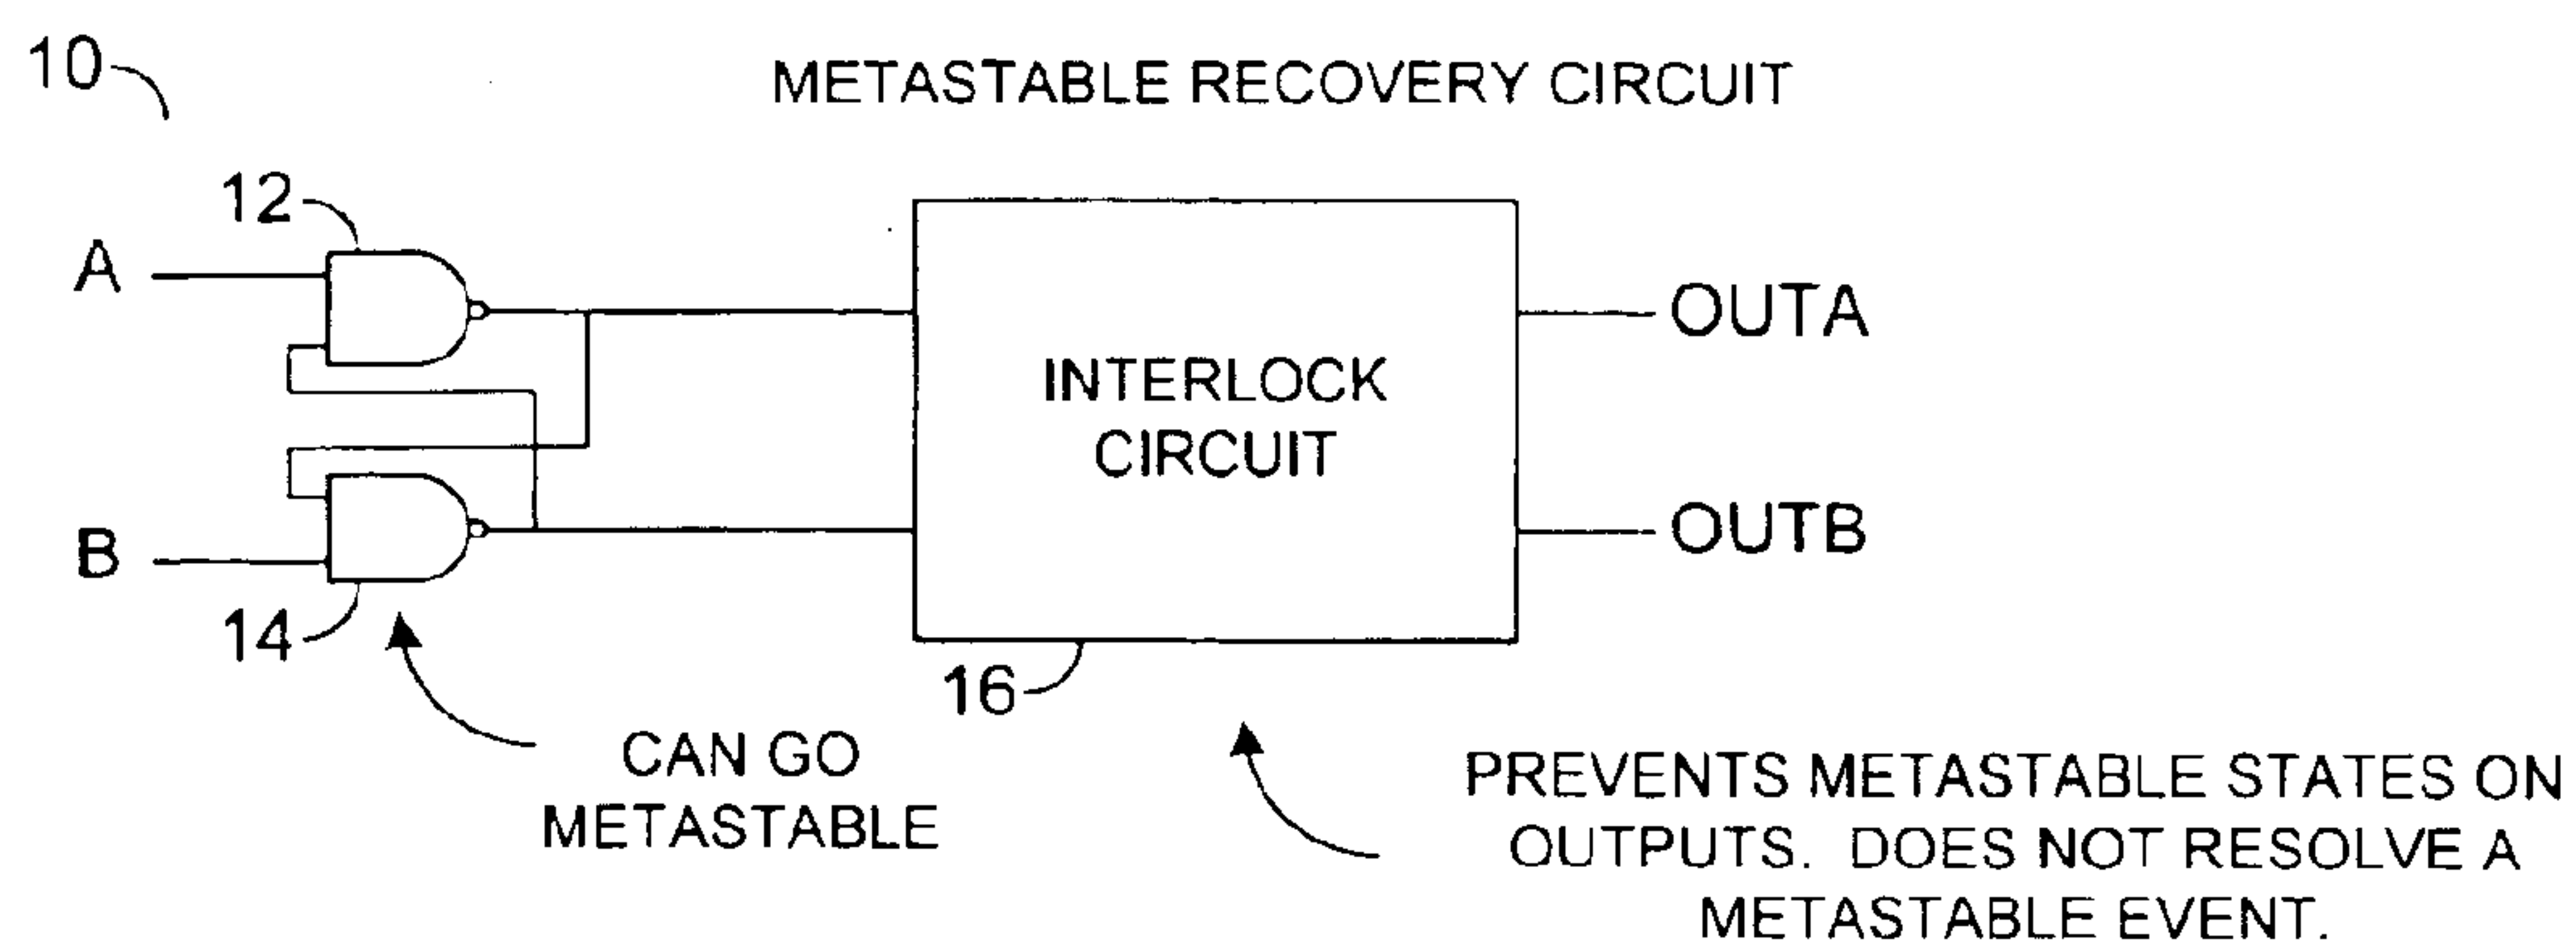 10
METASTABLE RECOVERY CIRCUIT
12
A
OUTA
INTERLOCK
CIRCUIT
B
OUTB
14
16
CAN GO
METASTABLE
PREVENTS METASTABLE STATES ON
OUTPUTS. DOES NOT RESOLVE A
METASTABLE EVENT.